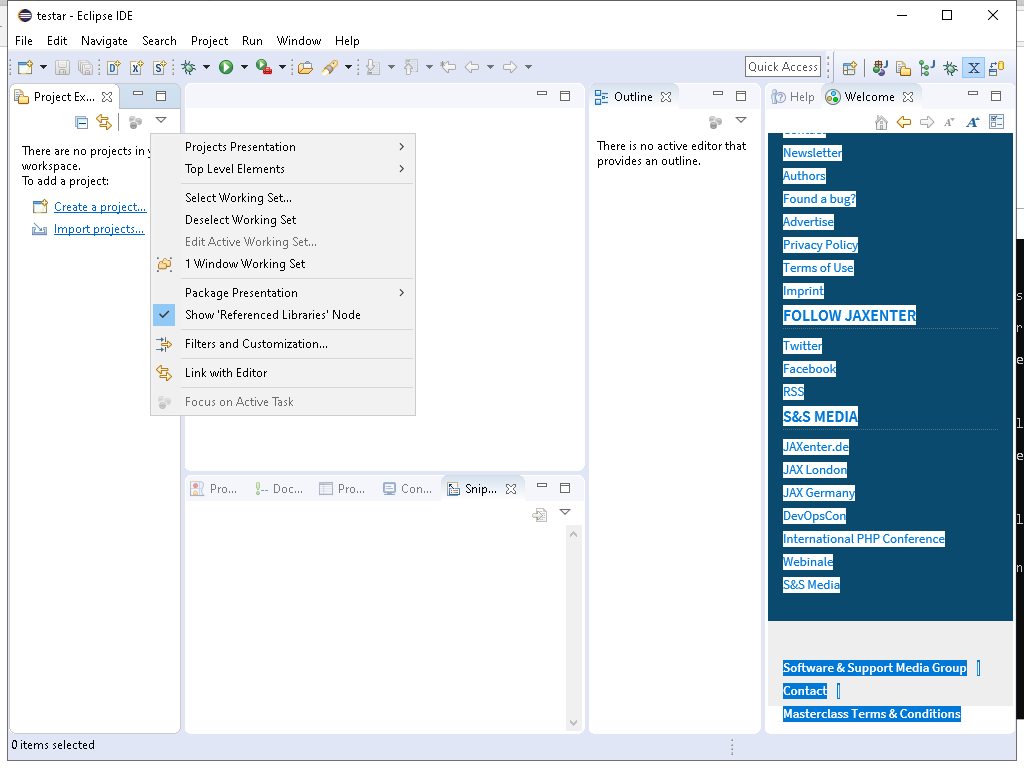 testar - Eclipse IDE
File Edit Navigate Search Project Run Window Help
Quick Access
Project Ex...
Outline
Help
Welcome
There are no projects in
workspace.
To add a project:
Create a project...
Import projects...
Projects Presentation
Top Level Elements
Select Working Set...
Deselect Working Set
Edit Active Working Set...
1 Window Working Set
Package Presentation
Show 'Referenced Libraries' Node
Filters and Customization...
Link with Editor
Focus on Active Task
There is no active editor that
provides an outline.
Newsletter
Authors
Found a bug?
Advertise
Privacy Policy
Terms of Use
Imprint
FOLLOW JAXENTER
Twitter
Facebook
RSS
S&S MEDIA
JAXenter.de
JAX London
JAX Germany
DevOpsCon
International PHP Conference
Webinale
S&S Media
Software & Support Media Group |
Contact |
Masterclass Terms & Conditions
Pro...
Doc...
Pro...
Con...
Snip...
0 items selected